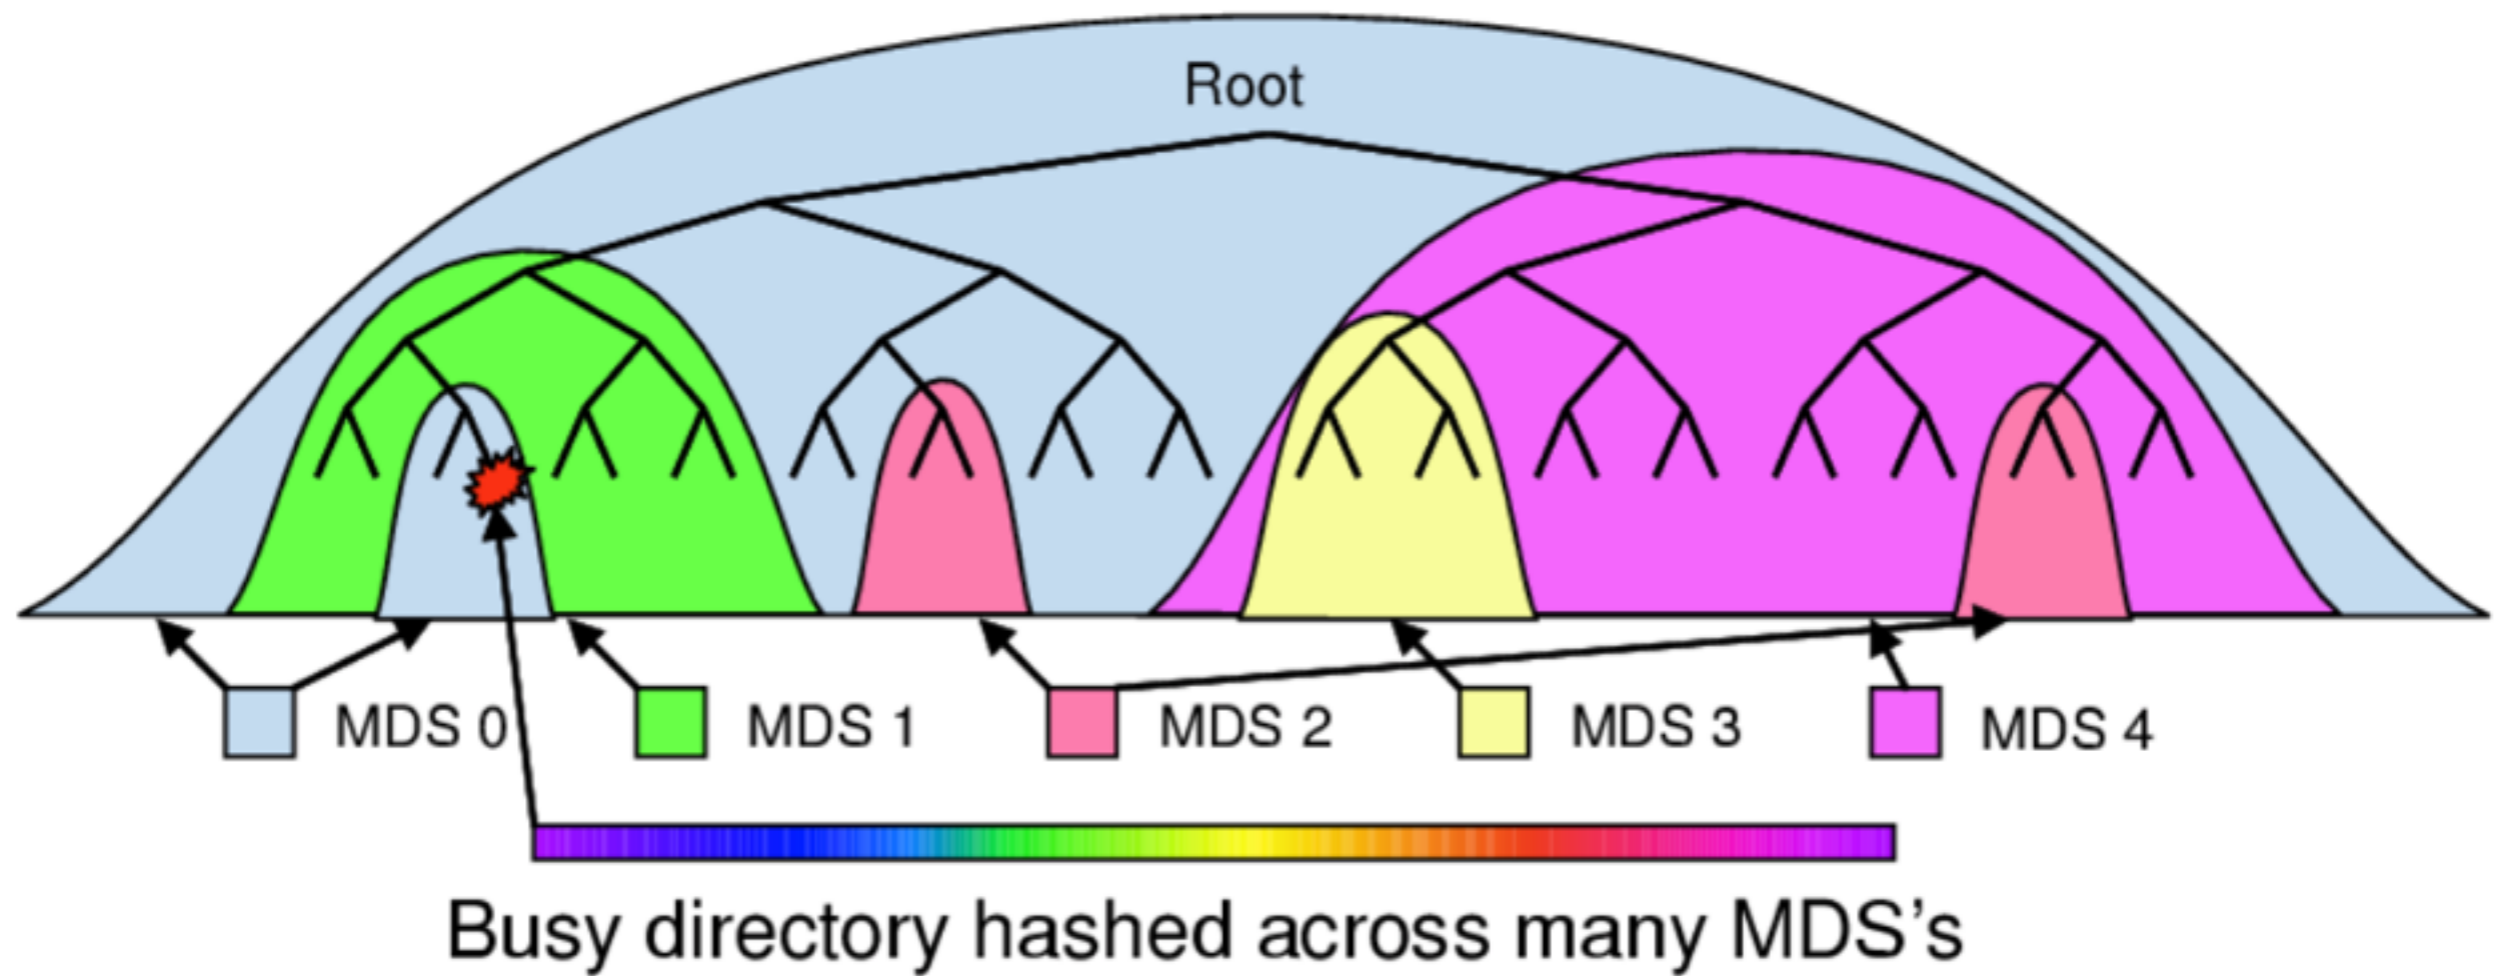 Root
MDS 0
MDS 1
MDS 2
MDS 3
MDS 4
Busy directory hashed across many MDS's